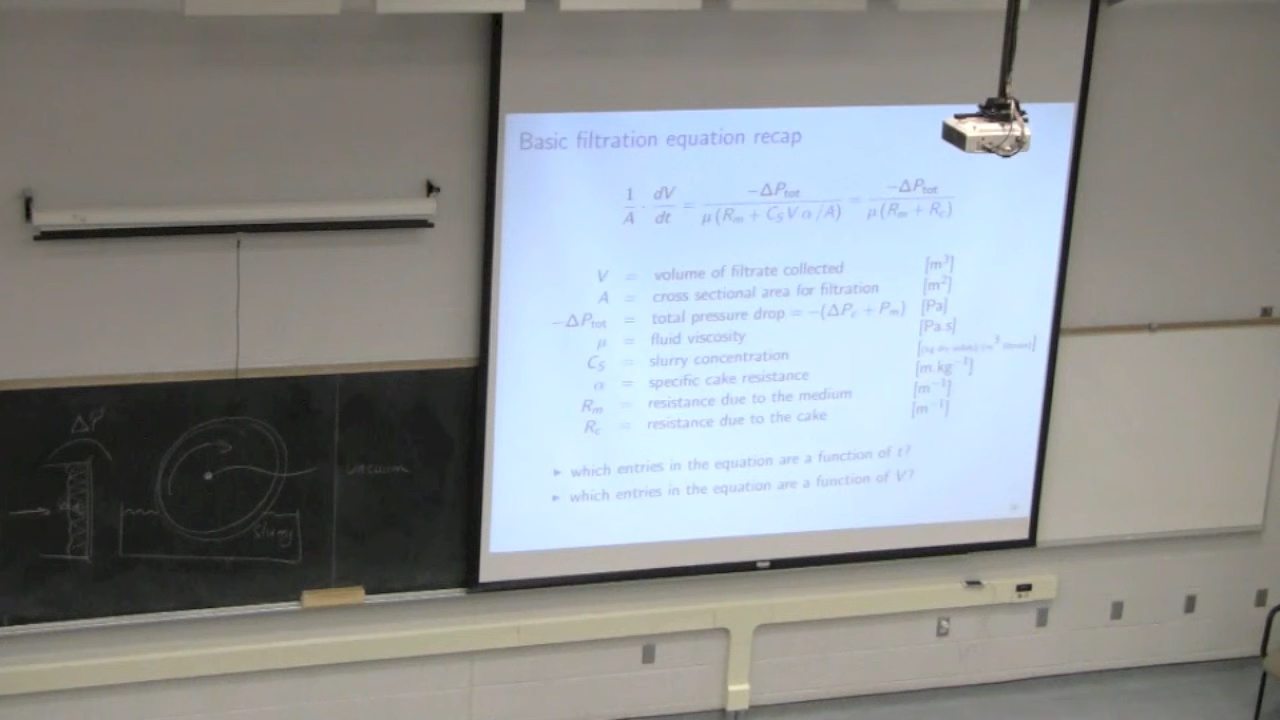 Basic filtration equation recap
1/A dV/dt = −ΔP_tot / μ(R_m + C_S V α/A) = −ΔP_tot / μ(R_m + R_c)
V = volume of filtrate collected [m³]
A = cross sectional area for filtration [m²]
−ΔP_tot = total pressure drop = −(ΔP_c + P_m) [Pa]
μ = fluid viscosity [Pa.s]
C_S = slurry concentration
α = specific cake resistance [m.kg⁻¹]
R_m = resistance due to the medium [m⁻¹]
R_c = resistance due to the cake [m⁻¹]
▸ which entries in the equation are a function of t?
▸ which entries in the equation are a function of V?
ΔP
vacuum
slurry